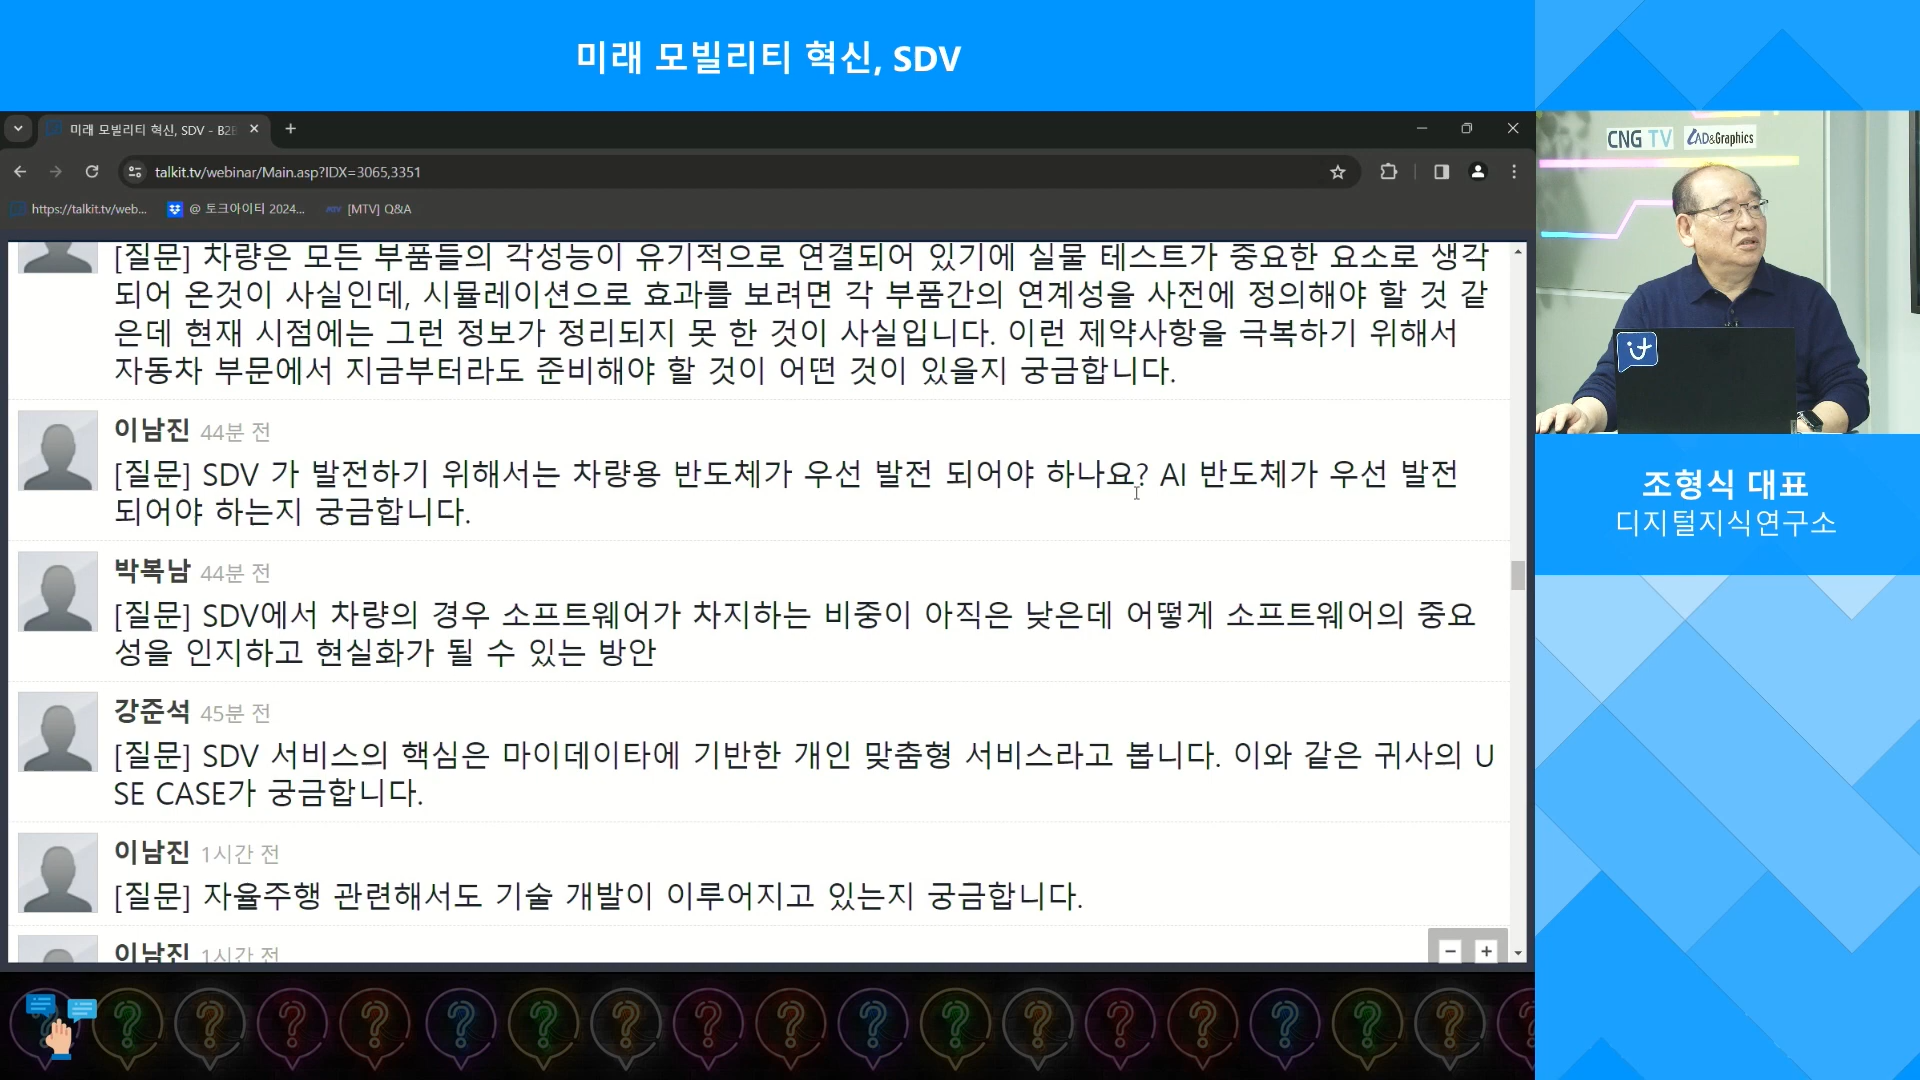 미래 모빌리티 혁신, SDV
미래 모빌리티 혁신, SDV - B2B
talkit.tv/webinar/Main.asp?IDX=3065,3351
https://talkit.tv/web...
@ 토크아이티 2024...
[MTV] Q&A
[질문] 차량은 모든 부품들의 각성능이 유기적으로 연결되어 있기에 실물 테스트가 중요한 요소로 생각
되어 온것이 사실인데, 시뮬레이션으로 효과를 보려면 각 부품간의 연계성을 사전에 정의해야 할 것 같
은데 현재 시점에는 그런 정보가 정리되지 못 한 것이 사실입니다. 이런 제약사항을 극복하기 위해서
자동차 부문에서 지금부터라도 준비해야 할 것이 어떤 것이 있을지 궁금합니다.
이남진 44분 전
[질문] SDV 가 발전하기 위해서는 차량용 반도체가 우선 발전 되어야 하나요? AI 반도체가 우선 발전
되어야 하는지 궁금합니다.
박복남 44분 전
[질문] SDV에서 차량의 경우 소프트웨어가 차지하는 비중이 아직은 낮은데 어떻게 소프트웨어의 중요
성을 인지하고 현실화가 될 수 있는 방안
강준석 45분 전
[질문] SDV 서비스의 핵심은 마이데이타에 기반한 개인 맞춤형 서비스라고 봅니다. 이와 같은 귀사의 U
SE CASE가 궁금합니다.
이남진 1시간 전
[질문] 자율주행 관련해서도 기술 개발이 이루어지고 있는지 궁금합니다.
이남진 1시간 전
CNG TV
CAD&Graphics
조형식 대표
디지털지식연구소